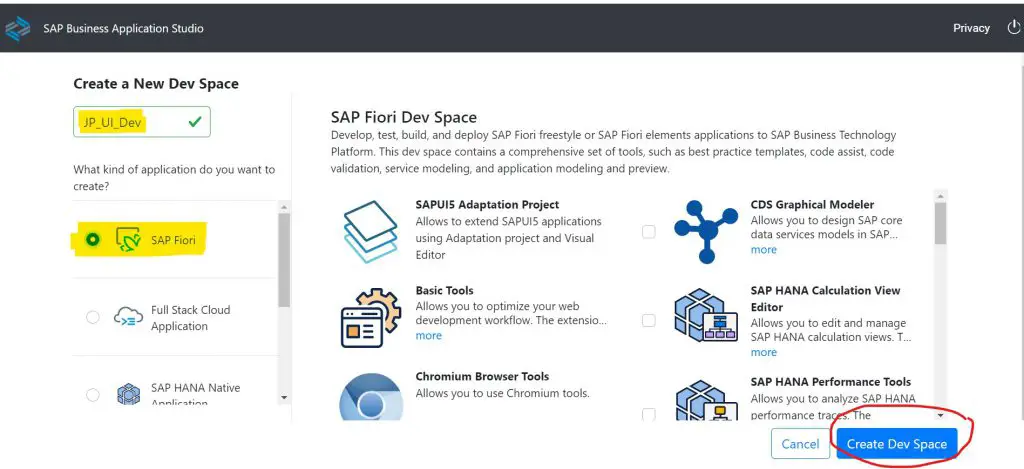 SAP Business Application Studio
Privacy
Create a New Dev Space
JP_UI_Dev
What kind of application do you want to
create?
SAP Fiori
Full Stack Cloud
Application
SAP HANA Native
Application
SAP Fiori Dev Space
Develop, test, build, and deploy SAP Fiori freestyle or SAP Fiori elements applications to SAP Business Technology
Platform. This dev space contains a comprehensive set of tools, such as best practice templates, code assist, code
validation, service modeling, and application modeling and preview.
SAPUI5 Adaptation Project
Allows to extend SAPUI5 applications
using Adaptation project and Visual
Editor
Basic Tools
Allows you to optimize your web
development workflow. The extensio...
more
Chromium Browser Tools
Allows you to use Chromium tools.
CDS Graphical Modeler
Allows you to design SAP core
data services models in SAP...
more
SAP HANA Calculation View
Editor
Allows you to edit and manage
SAP HANA calculation views. T...
more
SAP HANA Performance Tools
Allows you to analyze SAP HANA
performance traces. The
Cancel
Create Dev Space